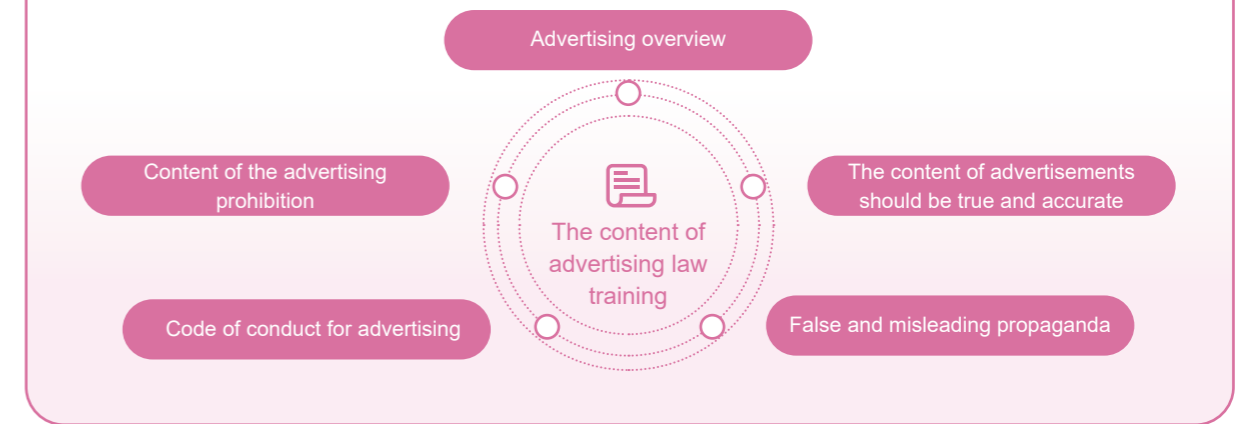 Advertising overview
Content of the advertising
prohibition
The content of advertisements
should be true and accurate
The content of
advertising law
training
Code of conduct for advertising
False and misleading propaganda